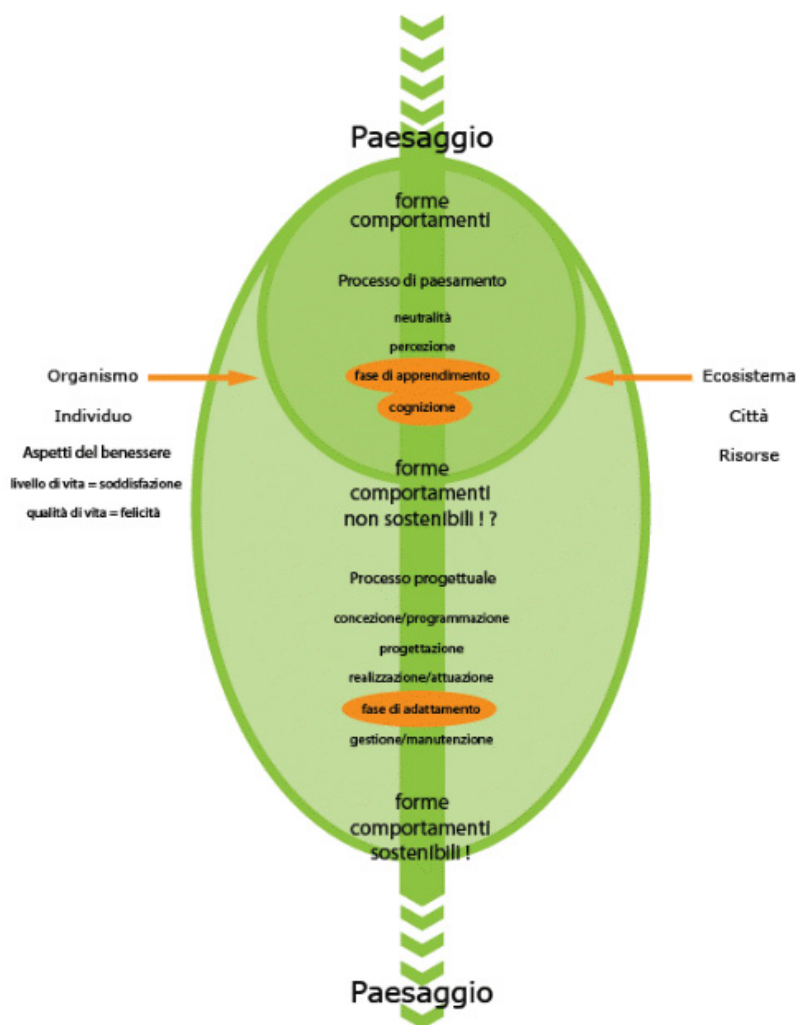 Paesaggio
forme
comportamenti
Processo di paesamento
neutralità
percezione
fase di apprendimento
cognizione
Organismo
Individuo
Aspetti del benessere
livello di vita = soddisfazione
qualità di vita = felicità
Ecosistema
Città
Risorse
forme
comportamenti
non sostenibili ! ?
Processo progettuale
concezione/programmazione
progettazione
realizzazione/attuazione
fase di adattamento
gestione/manutenzione
forme
comportamenti
sostenibili !
Paesaggio